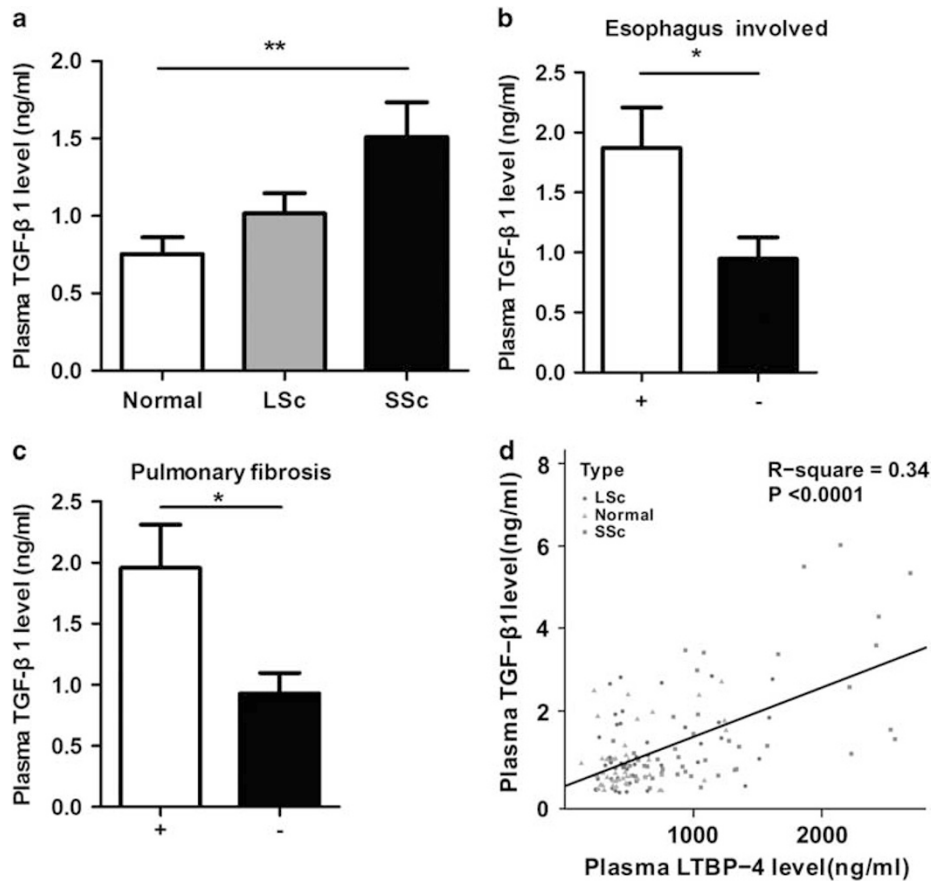 a
**
Plasma TGF-β 1 level (ng/ml)
2.0
1.5
1.0
0.5
0.0
Normal LSc SSc
b
Esophagus involved
*
Plasma TGF-β 1 level (ng/ml)
2.5
2.0
1.5
1.0
0.5
0.0
+ -
c
Pulmonary fibrosis
*
Plasma TGF-β 1 level (ng/ml)
2.5
2.0
1.5
1.0
0.5
0.0
+ -
d
Type
LSc
Normal
SSc
R−square = 0.34
P <0.0001
Plasma TGF−β1level(ng/ml)
8
6
4
2
0
1000 2000
Plasma LTBP−4 level(ng/ml)